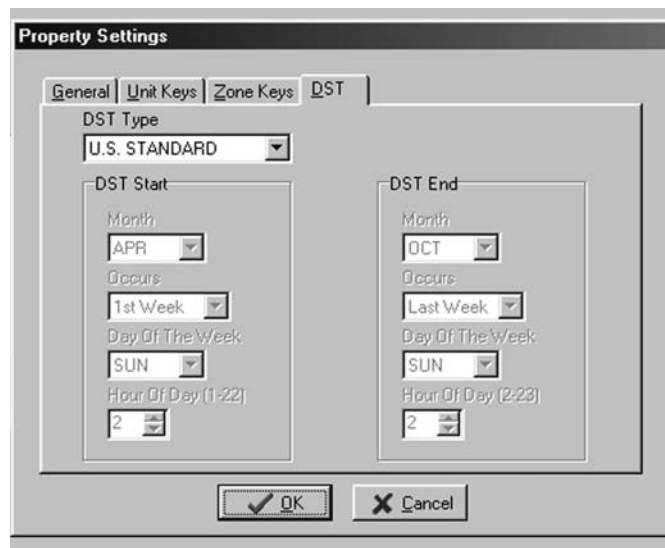 Property Settings
General Unit Keys Zone Keys DST
DST Type
U.S. STANDARD
DST Start
Month
APR
Occurs
1st Week
Day Of The Week
SUN
Hour Of Day (1-22)
2
DST End
Month
OCT
Occurs
Last Week
Day Of The Week
SUN
Hour Of Day (2-23)
2
OK Cancel